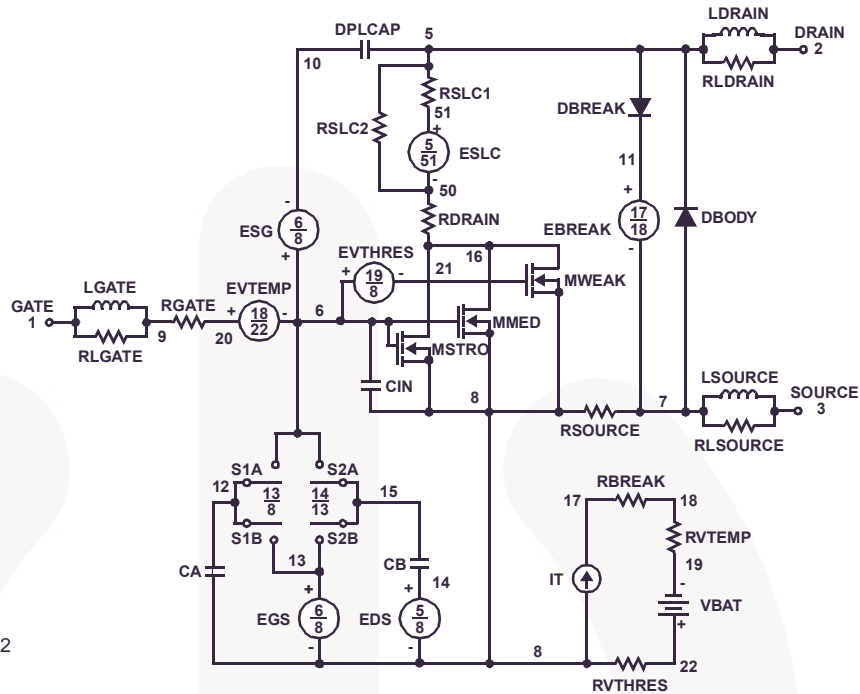 LDRAIN
DPLCAP 5 DRAIN
10 2
RLDRAIN
RSLC1
51 DBREAK
RSLC2 +
5 51 ESLC 11
-
50 +
-
RDRAIN 17 18 DBODY
6 8 EBREAK
ESG
EVTHRES 16 -
+ + 19 8 - 21 MWEAK
LGATE EVTEMP
GATE RGATE + 18 22 - 6 MMED
1 9 20 MSTRO
RLGATE LSOURCE
CIN 8 7 SOURCE
3
RSOURCE RLSOURCE
S1A S2A RBREAK
12 13 8 14 13 15 17 18
S1B S2B RVTEMP
13 CB 19
CA + + 14 IT -
VBAT
EGS 6 8 EDS 5 8 +
- - 8 22
RVTHRES
2